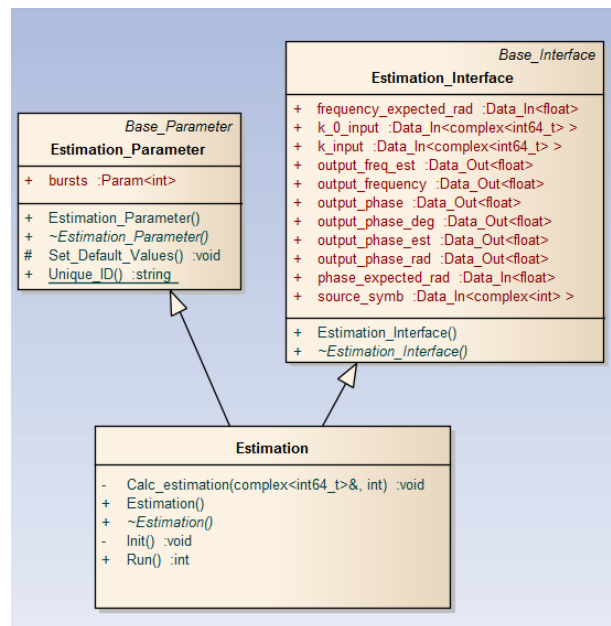 Base_Parameter
Estimation_Parameter
+ bursts :Param<int>
+ Estimation_Parameter()
+ ~Estimation_Parameter()
# Set_Default_Values() :void
+ Unique_ID() :string
Base_Interface
Estimation_Interface
+ frequency_expected_rad :Data_In<float>
+ k_0_input :Data_In<complex<int64_t> >
+ k_input :Data_In<complex<int64_t> >
+ output_freq_est :Data_Out<float>
+ output_frequency :Data_Out<float>
+ output_phase :Data_Out<float>
+ output_phase_deg :Data_Out<float>
+ output_phase_est :Data_Out<float>
+ output_phase_rad :Data_Out<float>
+ phase_expected_rad :Data_In<float>
+ source_symb :Data_In<complex<int> >
+ Estimation_Interface()
+ ~Estimation_Interface()
Estimation
- Calc_estimation(complex<int64_t>&, int) :void
+ Estimation()
+ ~Estimation()
- Init() :void
+ Run() :int